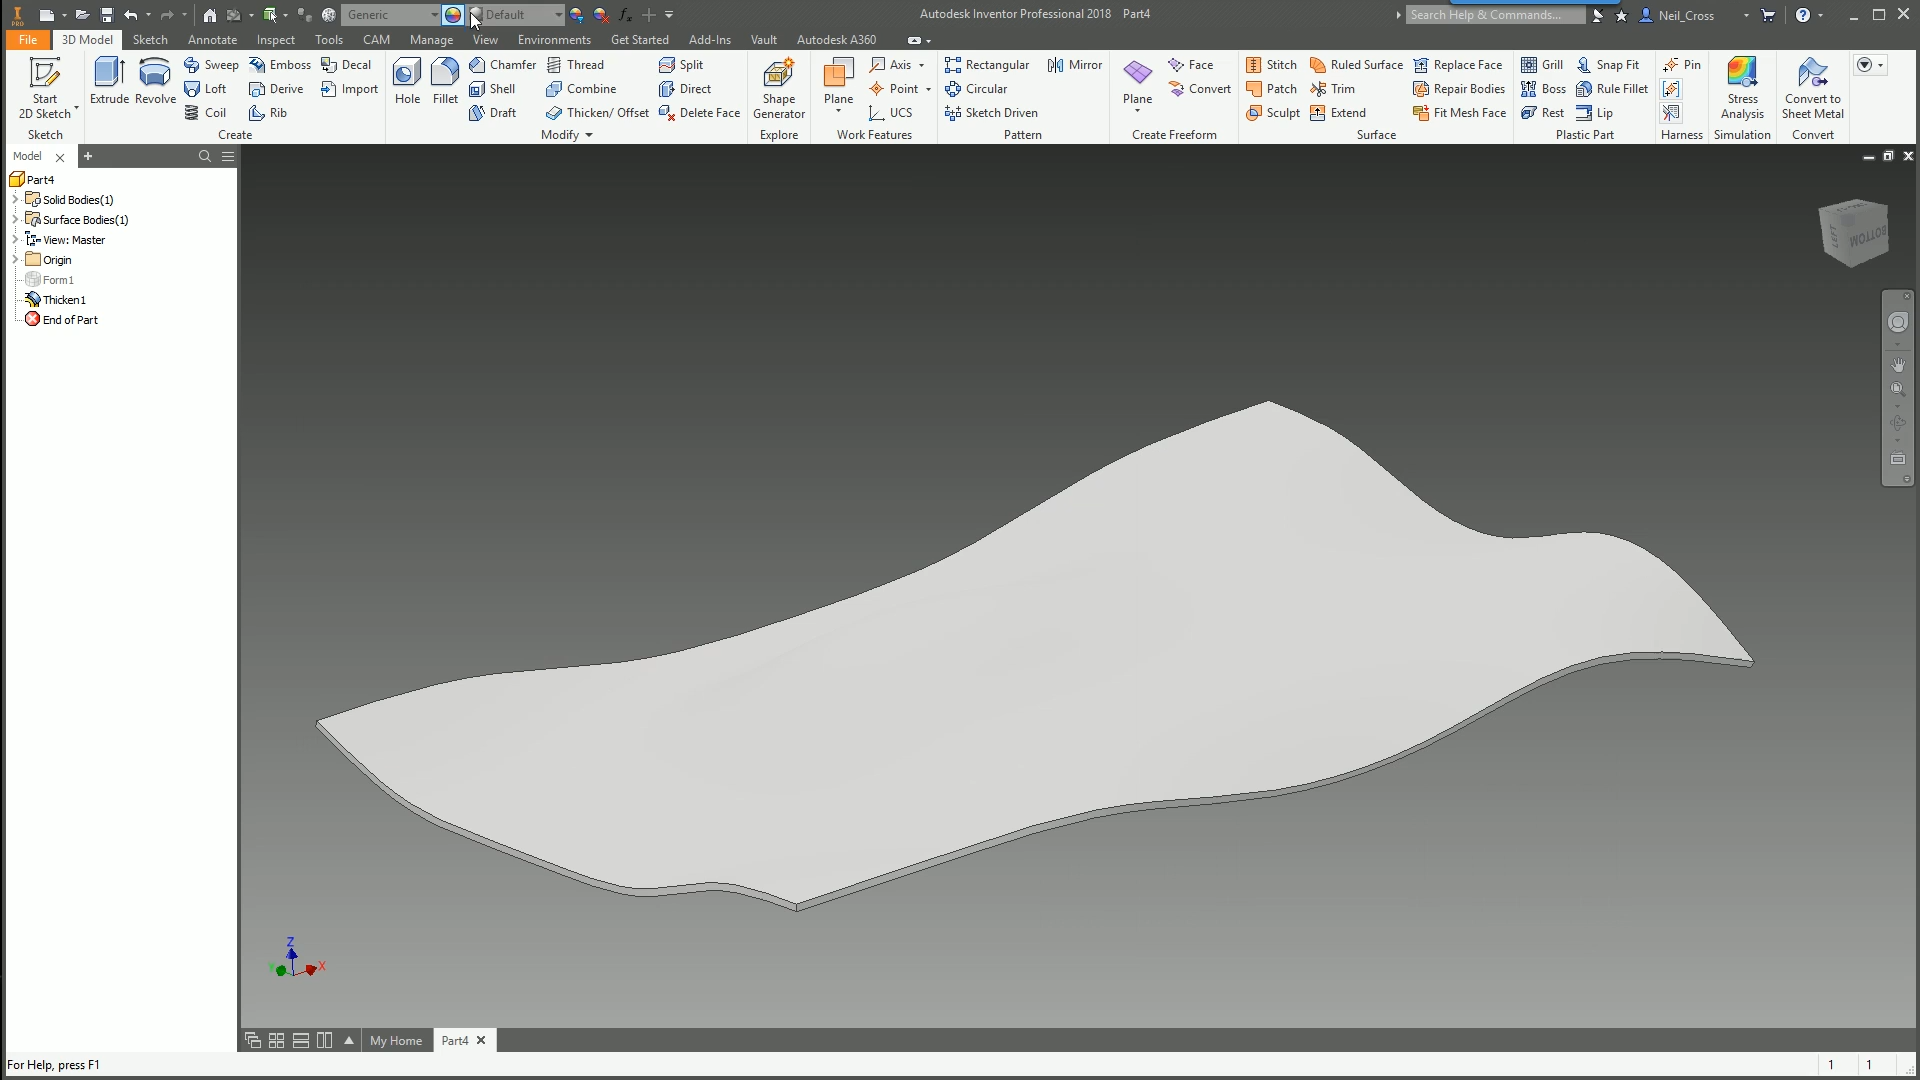 PRO
Generic
Default
Autodesk Inventor Professional 2018 Part4
Search Help & Commands...
Neil_Cross
File
3D Model
Sketch
Annotate
Inspect
Tools
CAM
Manage
View
Environments
Get Started
Add-Ins
Vault
Autodesk A360
Start
2D Sketch
Sketch
Extrude
Revolve
Sweep
Loft
Coil
Emboss
Derive
Rib
Decal
Import
Create
Hole
Fillet
Chamfer
Shell
Draft
Thread
Combine
Thicken/ Offset
Split
Direct
Delete Face
Modify
Shape
Generator
Explore
Plane
Axis
Point
UCS
Work Features
Rectangular
Circular
Sketch Driven
Mirror
Pattern
Plane
Face
Convert
Create Freeform
Stitch
Patch
Sculpt
Ruled Surface
Trim
Extend
Replace Face
Repair Bodies
Fit Mesh Face
Surface
Grill
Boss
Rest
Snap Fit
Rule Fillet
Lip
Plastic Part
Pin
Harness
Stress
Analysis
Simulation
Convert to
Sheet Metal
Convert
Model
Part4
Solid Bodies(1)
Surface Bodies(1)
View: Master
Origin
Form1
Thicken1
End of Part
LEFT
BOTTOM
Z
X
My Home
Part4
For Help, press F1
1
1